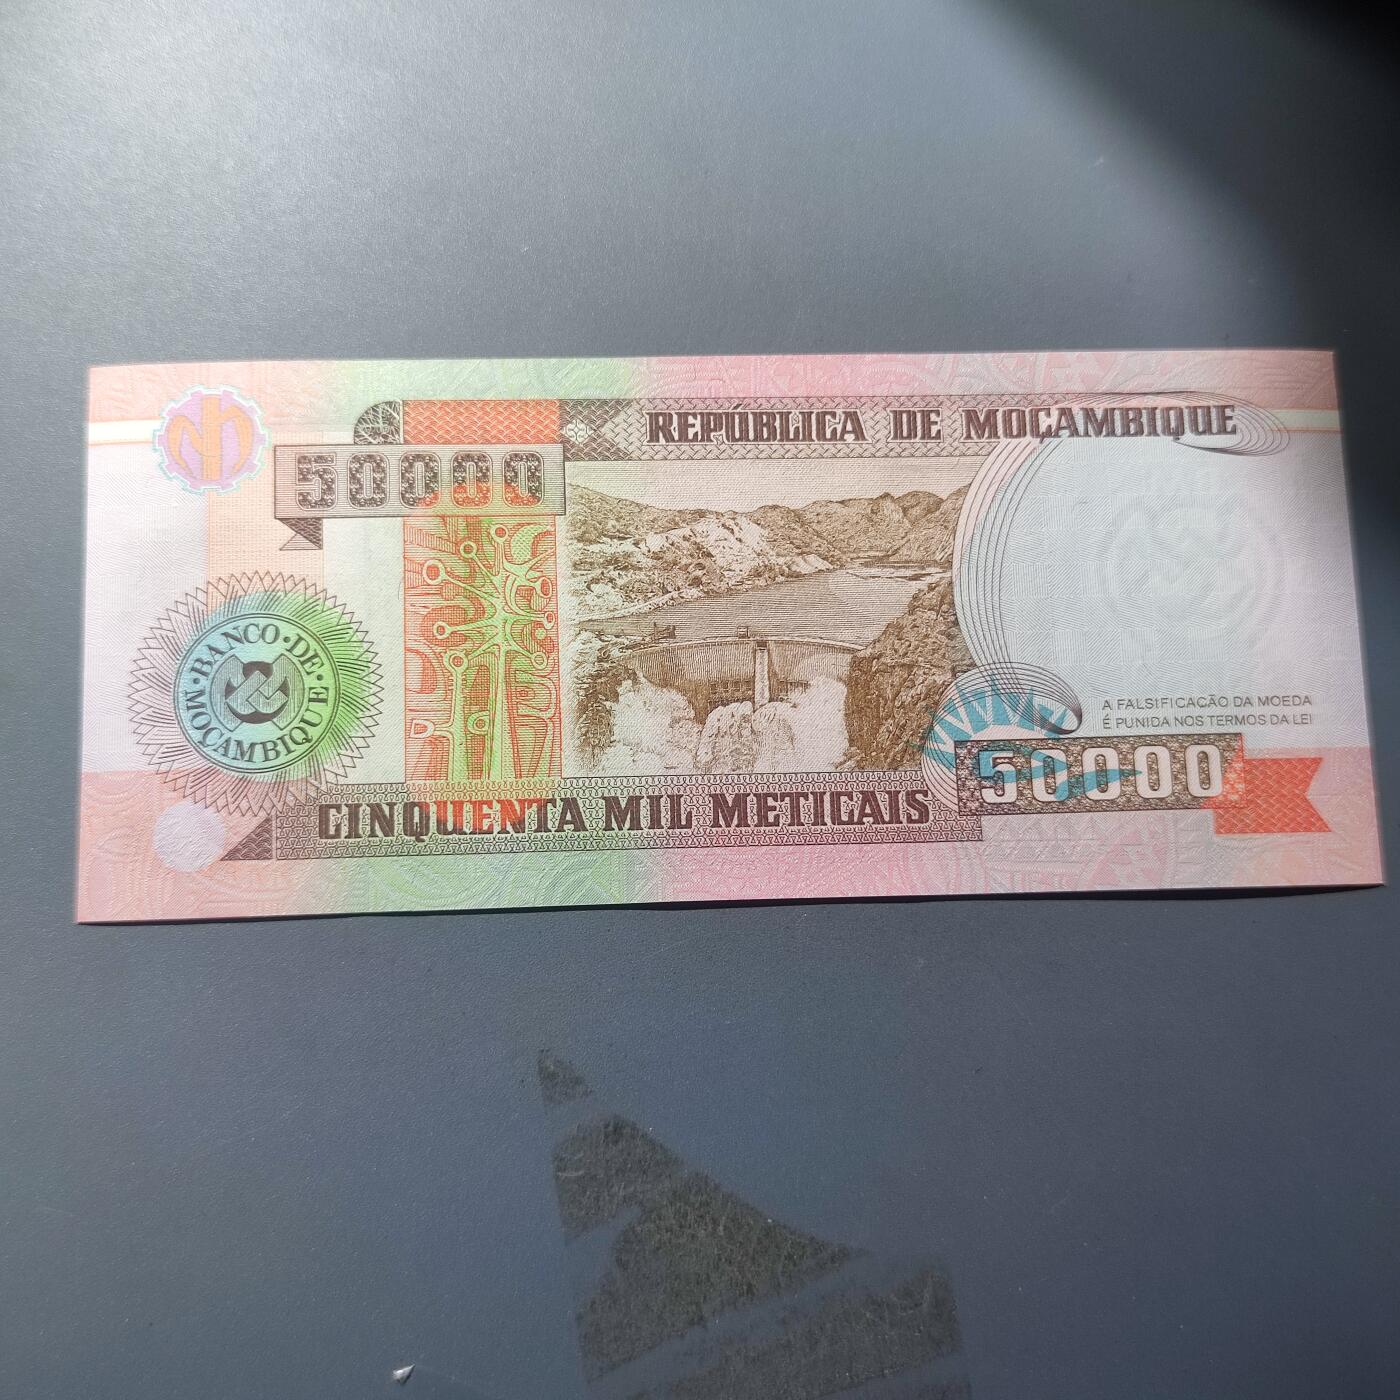 REPÚBLICA DE MOÇAMBIQUE
50000
BANCO·DE·MOÇAMBIQUE
A FALSIFICAÇÃO DA MOEDA
É PUNIDA NOS TERMOS DA LEI
50000
CINQUENTA MIL METICAIS